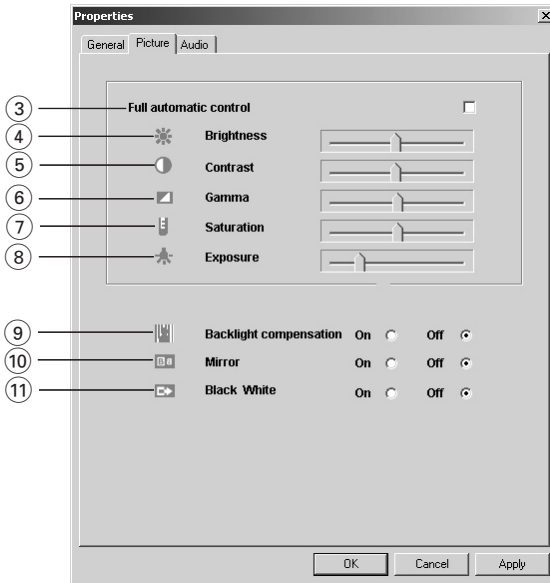 Properties
General Picture Audio
③ Full automatic control
④ Brightness
⑤ Contrast
⑥ Gamma
⑦ Saturation
⑧ Exposure
⑨ Backlight compensation On Off
⑩ Mirror On Off
⑪ Black White On Off
OK Cancel Apply